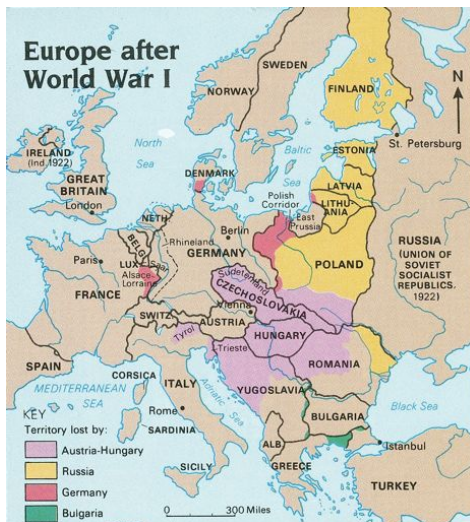 Europe after
World War I
SWEDEN
NORWAY
FINLAND
N
St. Petersburg
ESTONIA
North
Sea
Baltic
Sea
IRELAND
(Ind. 1922)
GREAT
BRITAIN
London
DENMARK
LATVIA
LITHU-
ANIA
Polish
Corridor
East
Prussia
NETH.
BELG.
Berlin
Rhineland
GERMANY
POLAND
RUSSIA
(UNION OF
SOVIET
SOCIALIST
REPUBLICS.
1922)
Paris
LUX.
Saar
Alsace-
Lorraine
Sudetenland
CZECHOSLOVAKIA
FRANCE
Vienna
SWITZ.
AUSTRIA
Tyrol
HUNGARY
Trieste
ROMANIA
SPAIN
CORSICA
ITALY
Adriatic
Sea
YUGOSLAVIA
MEDITERRANEAN
SEA
Black Sea
BULGARIA
Rome
SARDINIA
ALB.
Istanbul
GREECE
SICILY
TURKEY
KEY
Territory lost by:
Austria-Hungary
Russia
Germany
Bulgaria
0 300 Miles